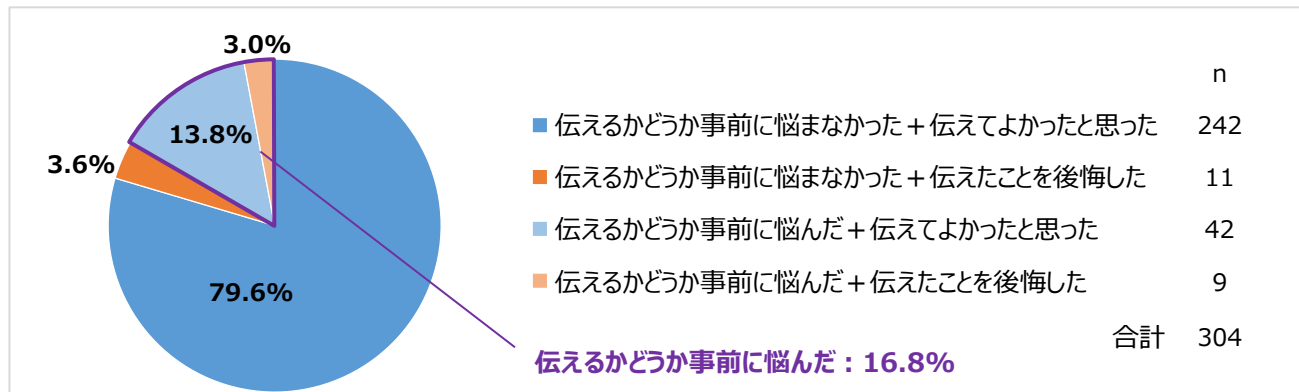 3.0%
13.8%
3.6%
79.6%
n
伝えるかどうか事前に悩まなかった＋伝えてよかったと思った 242
伝えるかどうか事前に悩まなかった＋伝えたことを後悔した 11
伝えるかどうか事前に悩んだ＋伝えてよかったと思った 42
伝えるかどうか事前に悩んだ＋伝えたことを後悔した 9
合計 304
伝えるかどうか事前に悩んだ：16.8%